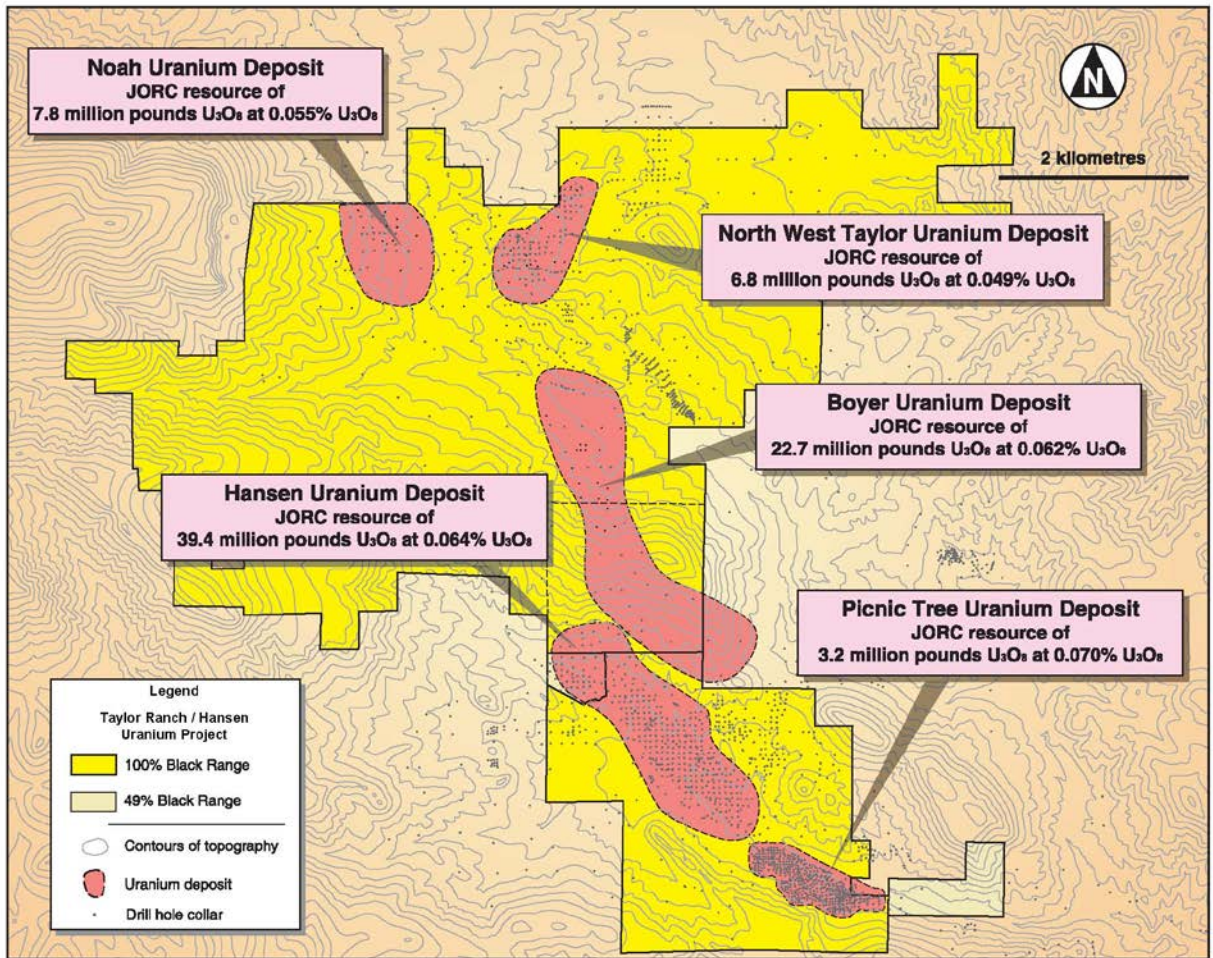 Noah Uranium Deposit
JORC resource of
7.8 million pounds U₃O₈ at 0.055% U₃O₈
N
2 kilometres
North West Taylor Uranium Deposit
JORC resource of
6.8 million pounds U₃O₈ at 0.049% U₃O₈
Boyer Uranium Deposit
JORC resource of
22.7 million pounds U₃O₈ at 0.062% U₃O₈
Hansen Uranium Deposit
JORC resource of
39.4 million pounds U₃O₈ at 0.064% U₃O₈
Picnic Tree Uranium Deposit
JORC resource of
3.2 million pounds U₃O₈ at 0.070% U₃O₈
Legend
Taylor Ranch / Hansen
Uranium Project
100% Black Range
49% Black Range
Contours of topography
Uranium deposit
Drill hole collar